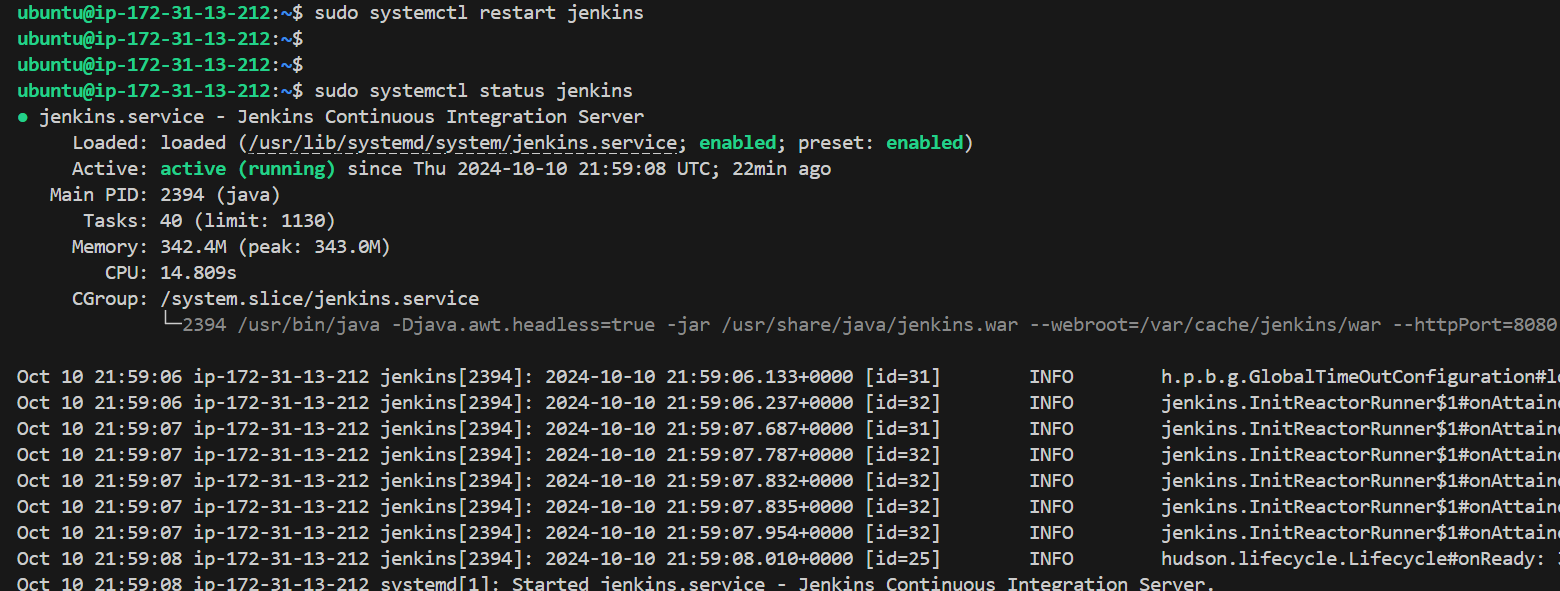 ubuntu@ip-172-31-13-212:~$ sudo systemctl restart jenkins
ubuntu@ip-172-31-13-212:~$
ubuntu@ip-172-31-13-212:~$
ubuntu@ip-172-31-13-212:~$ sudo systemctl status jenkins
● jenkins.service - Jenkins Continuous Integration Server
     Loaded: loaded (/usr/lib/systemd/system/jenkins.service; enabled; preset: enabled)
     Active: active (running) since Thu 2024-10-10 21:59:08 UTC; 22min ago
   Main PID: 2394 (java)
      Tasks: 40 (limit: 1130)
     Memory: 342.4M (peak: 343.0M)
        CPU: 14.809s
     CGroup: /system.slice/jenkins.service
             └─2394 /usr/bin/java -Djava.awt.headless=true -jar /usr/share/java/jenkins.war --webroot=/var/cache/jenkins/war --httpPort=8080
Oct 10 21:59:06 ip-172-31-13-212 jenkins[2394]: 2024-10-10 21:59:06.133+0000 [id=31]        INFO        h.p.b.g.GlobalTimeOutConfiguration#lo
Oct 10 21:59:06 ip-172-31-13-212 jenkins[2394]: 2024-10-10 21:59:06.237+0000 [id=32]        INFO        jenkins.InitReactorRunner$1#onAttaine
Oct 10 21:59:07 ip-172-31-13-212 jenkins[2394]: 2024-10-10 21:59:07.687+0000 [id=31]        INFO        jenkins.InitReactorRunner$1#onAttaine
Oct 10 21:59:07 ip-172-31-13-212 jenkins[2394]: 2024-10-10 21:59:07.787+0000 [id=32]        INFO        jenkins.InitReactorRunner$1#onAttaine
Oct 10 21:59:07 ip-172-31-13-212 jenkins[2394]: 2024-10-10 21:59:07.832+0000 [id=32]        INFO        jenkins.InitReactorRunner$1#onAttaine
Oct 10 21:59:07 ip-172-31-13-212 jenkins[2394]: 2024-10-10 21:59:07.835+0000 [id=32]        INFO        jenkins.InitReactorRunner$1#onAttaine
Oct 10 21:59:07 ip-172-31-13-212 jenkins[2394]: 2024-10-10 21:59:07.954+0000 [id=32]        INFO        jenkins.InitReactorRunner$1#onAttaine
Oct 10 21:59:08 ip-172-31-13-212 jenkins[2394]: 2024-10-10 21:59:08.010+0000 [id=25]        INFO        hudson.lifecycle.Lifecycle#onReady:
Oct 10 21:59:08 ip-172-31-13-212 systemd[1]: Started jenkins.service - Jenkins Continuous Integration Server.